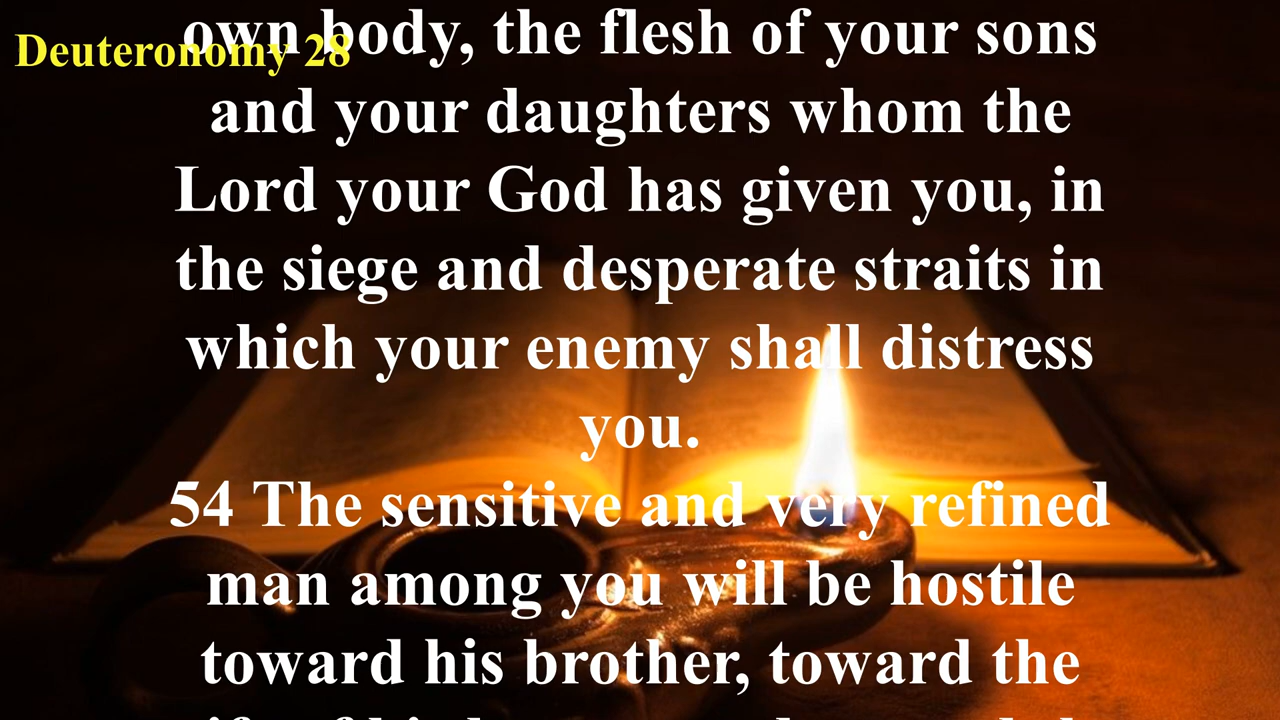 Deuteronomy 28
own body, the flesh of your sons
and your daughters whom the
Lord your God has given you, in
the siege and desperate straits in
which your enemy shall distress
you.
54 The sensitive and very refined
man among you will be hostile
toward his brother, toward the